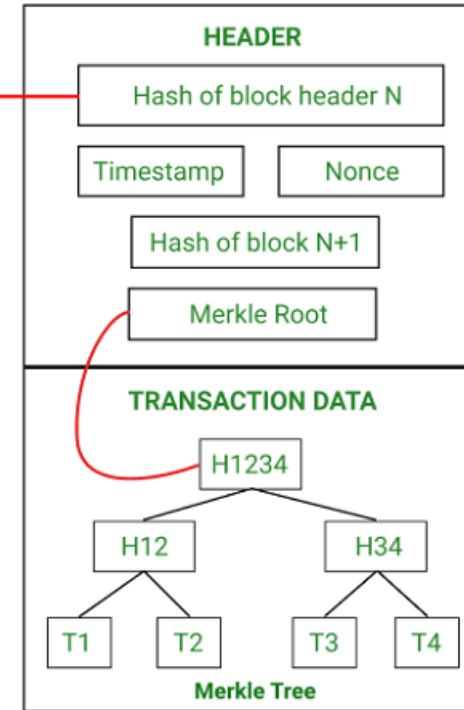 HEADER
Hash of block header N
Timestamp Nonce
Hash of block N+1
Merkle Root
TRANSACTION DATA
H1234
H12 H34
T1 T2 T3 T4
Merkle Tree